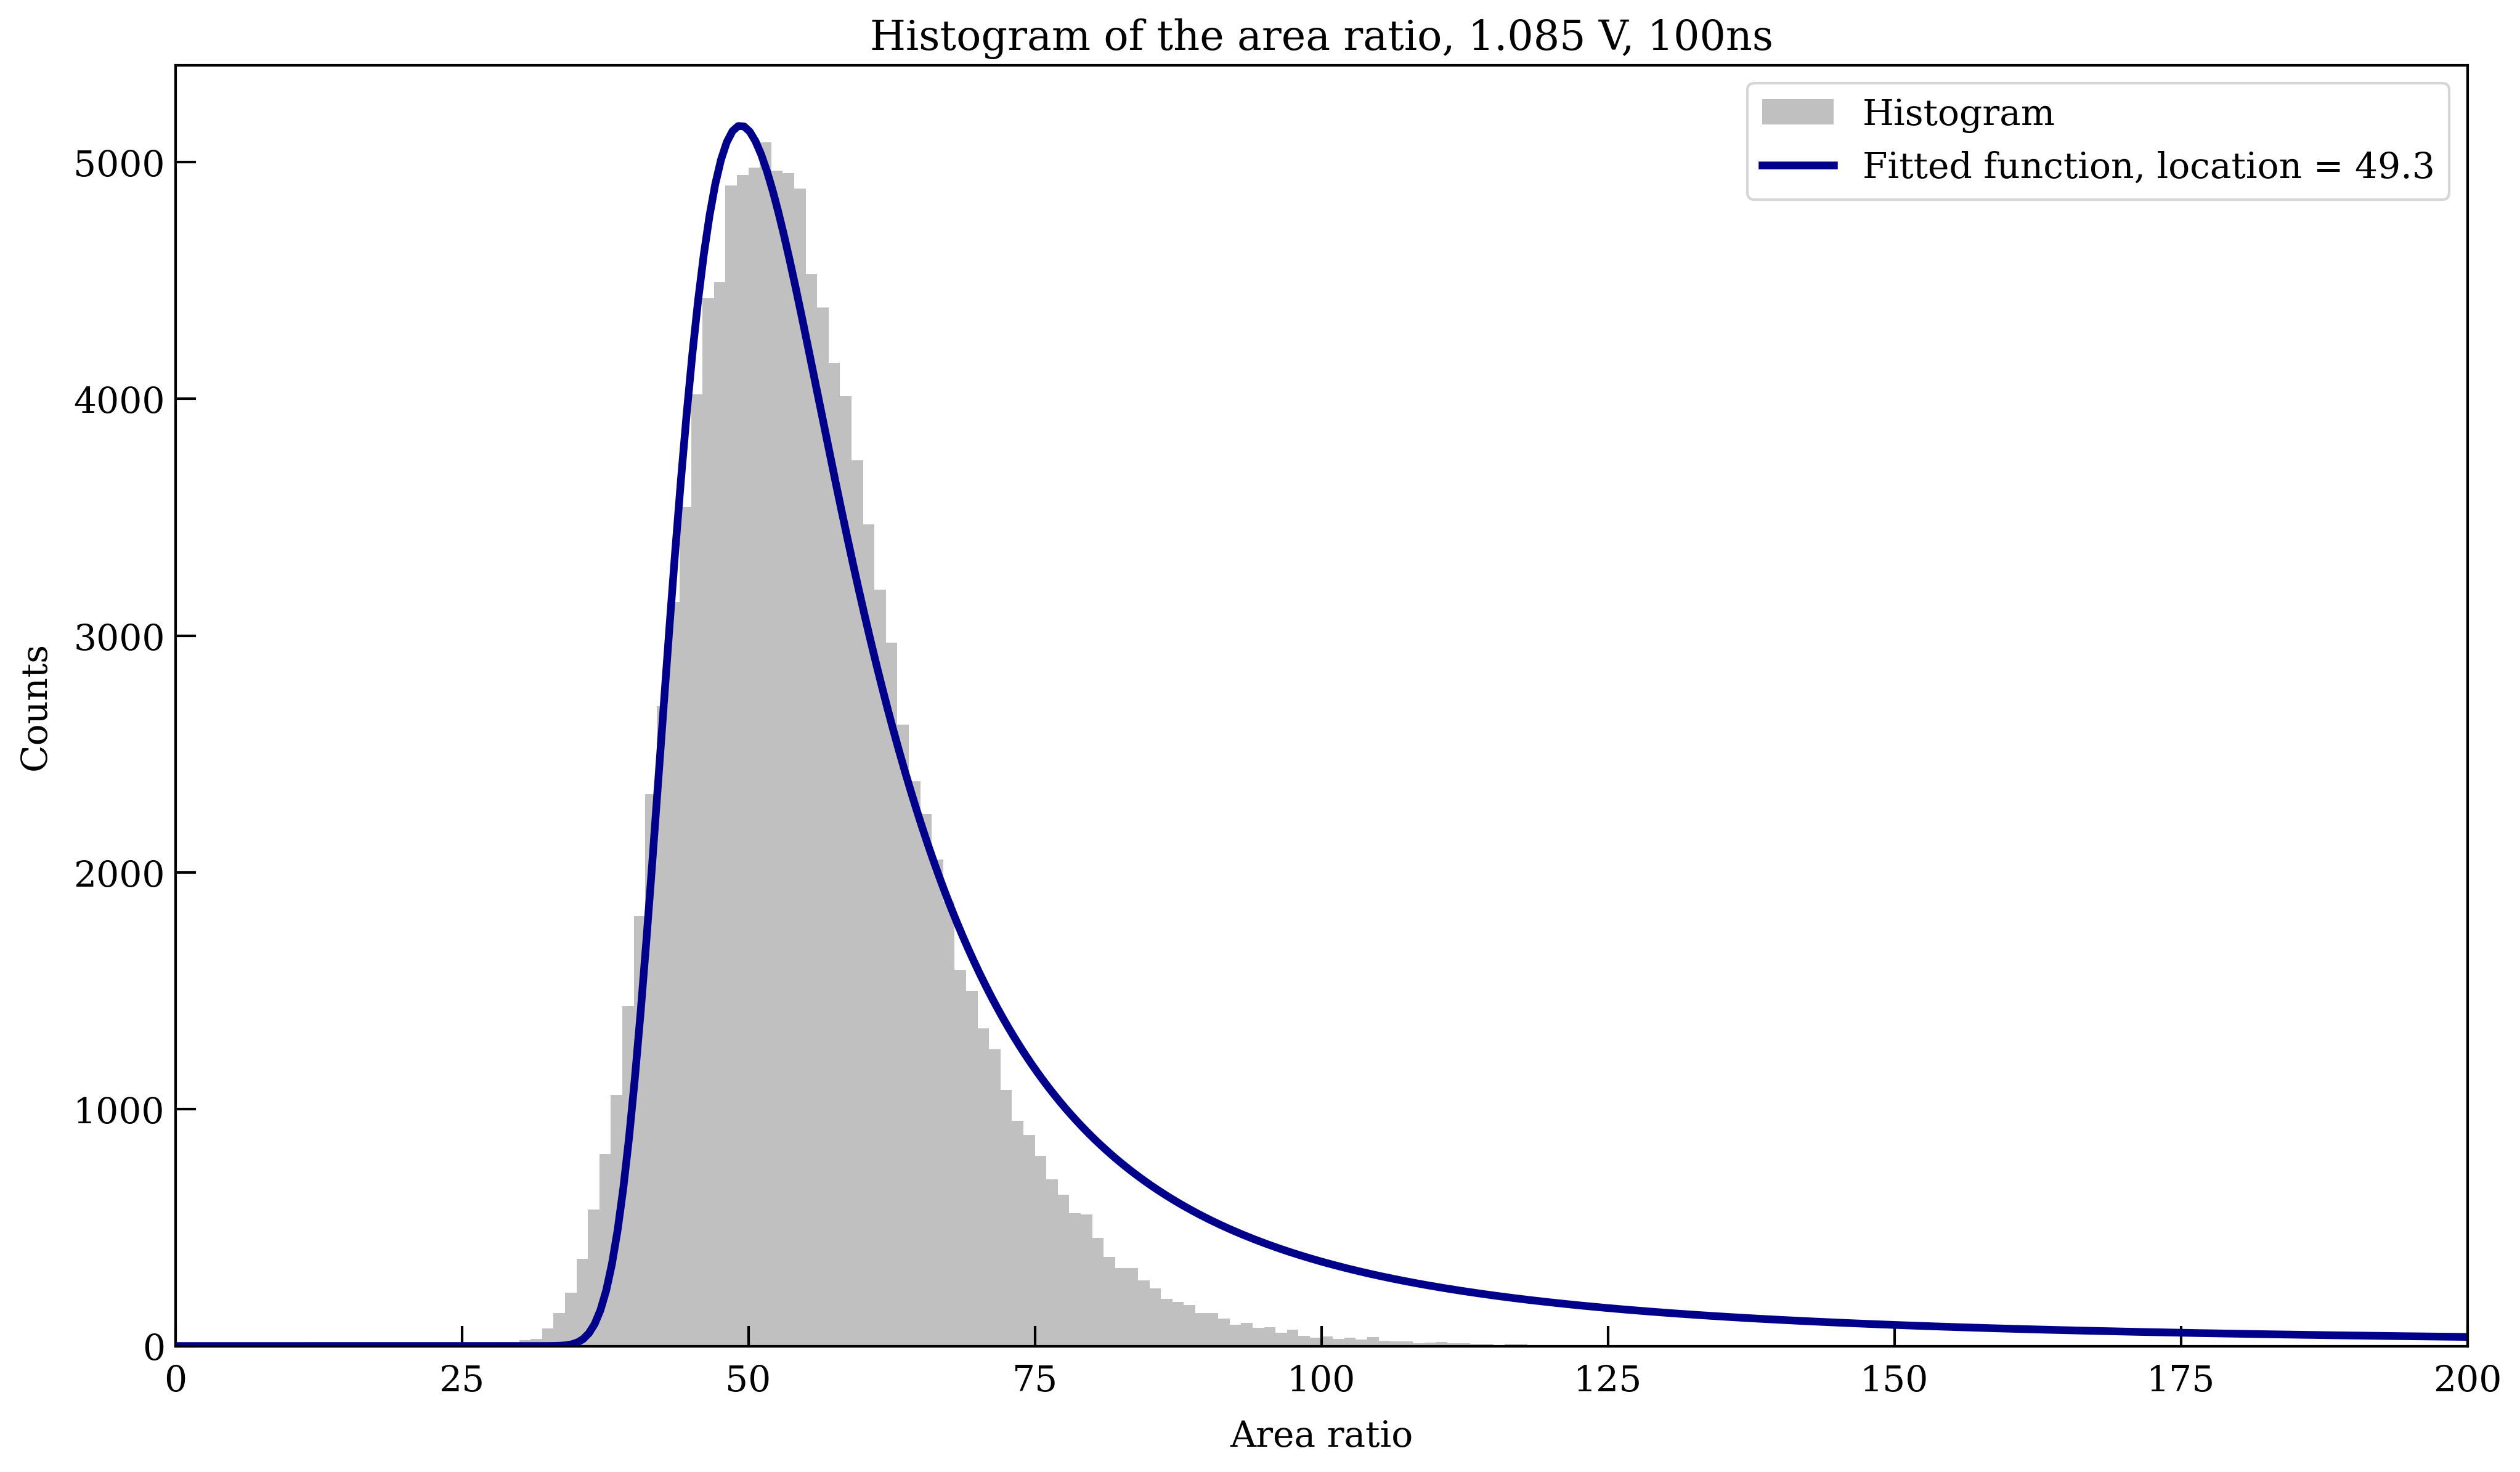 Histogram of the area ratio, 1.085 V, 100ns
Histogram
Fitted function, location = 49.3
5000
4000
3000
2000
1000
0
Counts
0 25 50 75 100 125 150 175 200
Area ratio